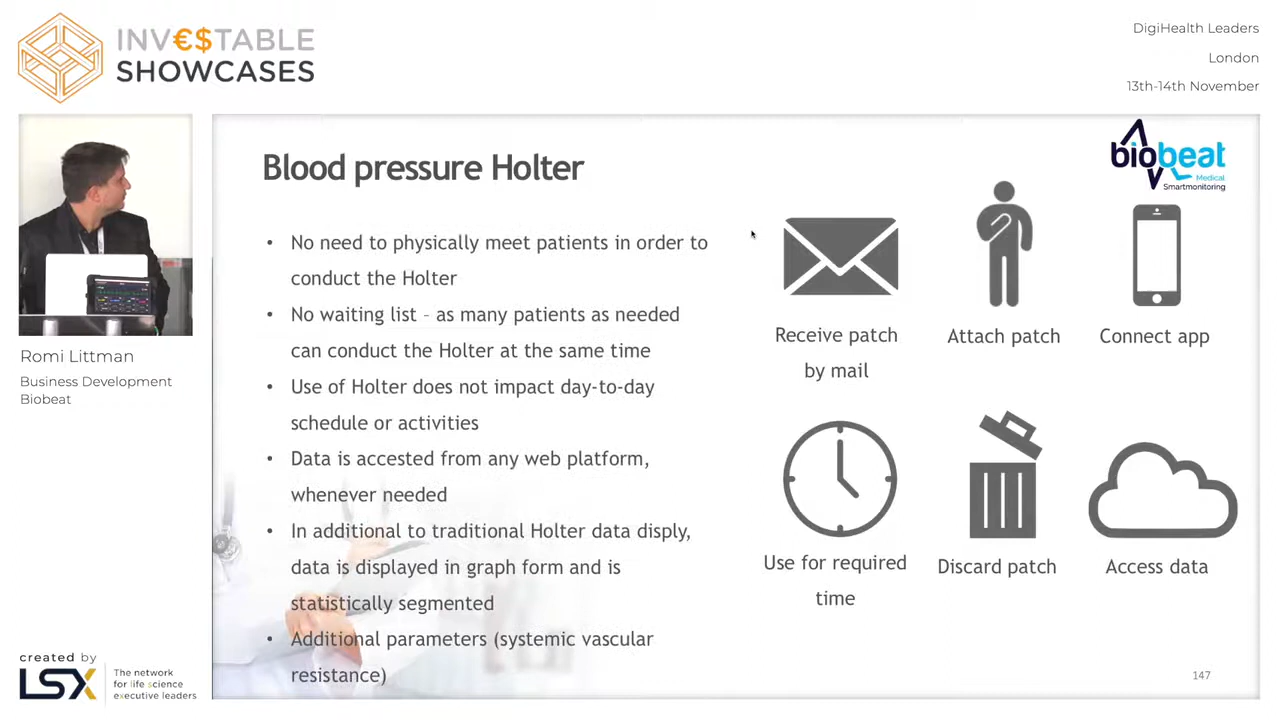 INV€$TABLE
SHOWCASES
DigiHealth Leaders
London
13th-14th November
Romi Littman
Business Development
Biobeat
Blood pressure Holter
biobeat
Medical
Smartmonitoring
• No need to physically meet patients in order to
conduct the Holter
• No waiting list – as many patients as needed
can conduct the Holter at the same time
• Use of Holter does not impact day-to-day
schedule or activities
• Data is accested from any web platform,
whenever needed
• In additional to traditional Holter data disply,
data is displayed in graph form and is
statistically segmented
• Additional parameters (systemic vascular
resistance)
Receive patch
by mail
Attach patch
Connect app
Use for required
time
Discard patch
Access data
147
created by
LSX
The network
for life science
executive leaders